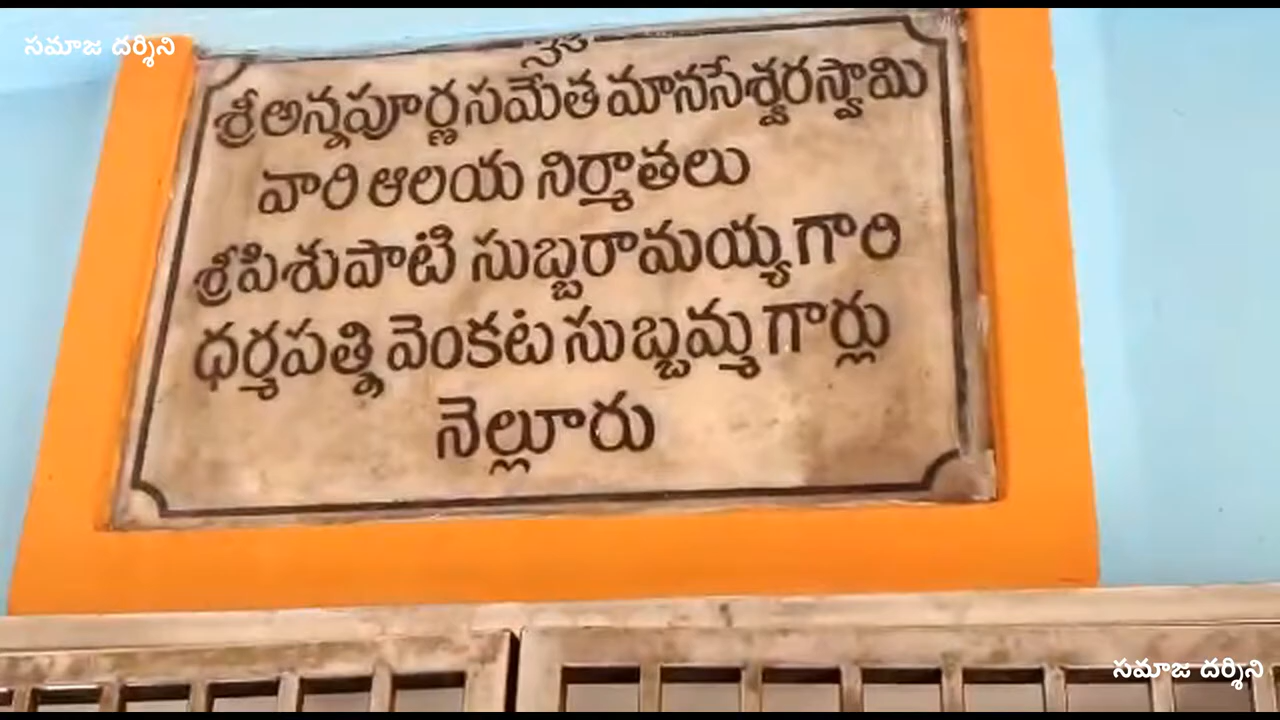 సమాజ దర్శిని
శ్రీ అన్నపూర్ణ సమేత మానసేశ్వరస్వామి
వారి ఆలయ నిర్మాతలు
శ్రీ పిశుపాటి సుబ్బరామయ్య గారి
ధర్మపత్ని వెంకట సుబ్బమ్మ గార్లు
నెల్లూరు
సమాజ దర్శిని